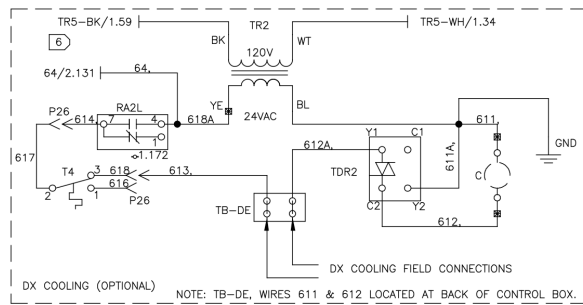 TR5-BK/1.59 TR2 TR5-WH/1.34
BK WT
6 120V
64/2.131 64,
YE BL
P26 RA2L 24VAC
614, 7 4 618A 611,
1
1.172
Y1 C1
612A, 611A,
617 T4 3 618 613, TDR2 C
616
2 1 C2 Y2
P26 612,
TB-DE
DX COOLING FIELD CONNECTIONS
DX COOLING (OPTIONAL) NOTE: TB-DE, WIRES 611 & 612 LOCATED AT BACK OF CONTROL BOX.